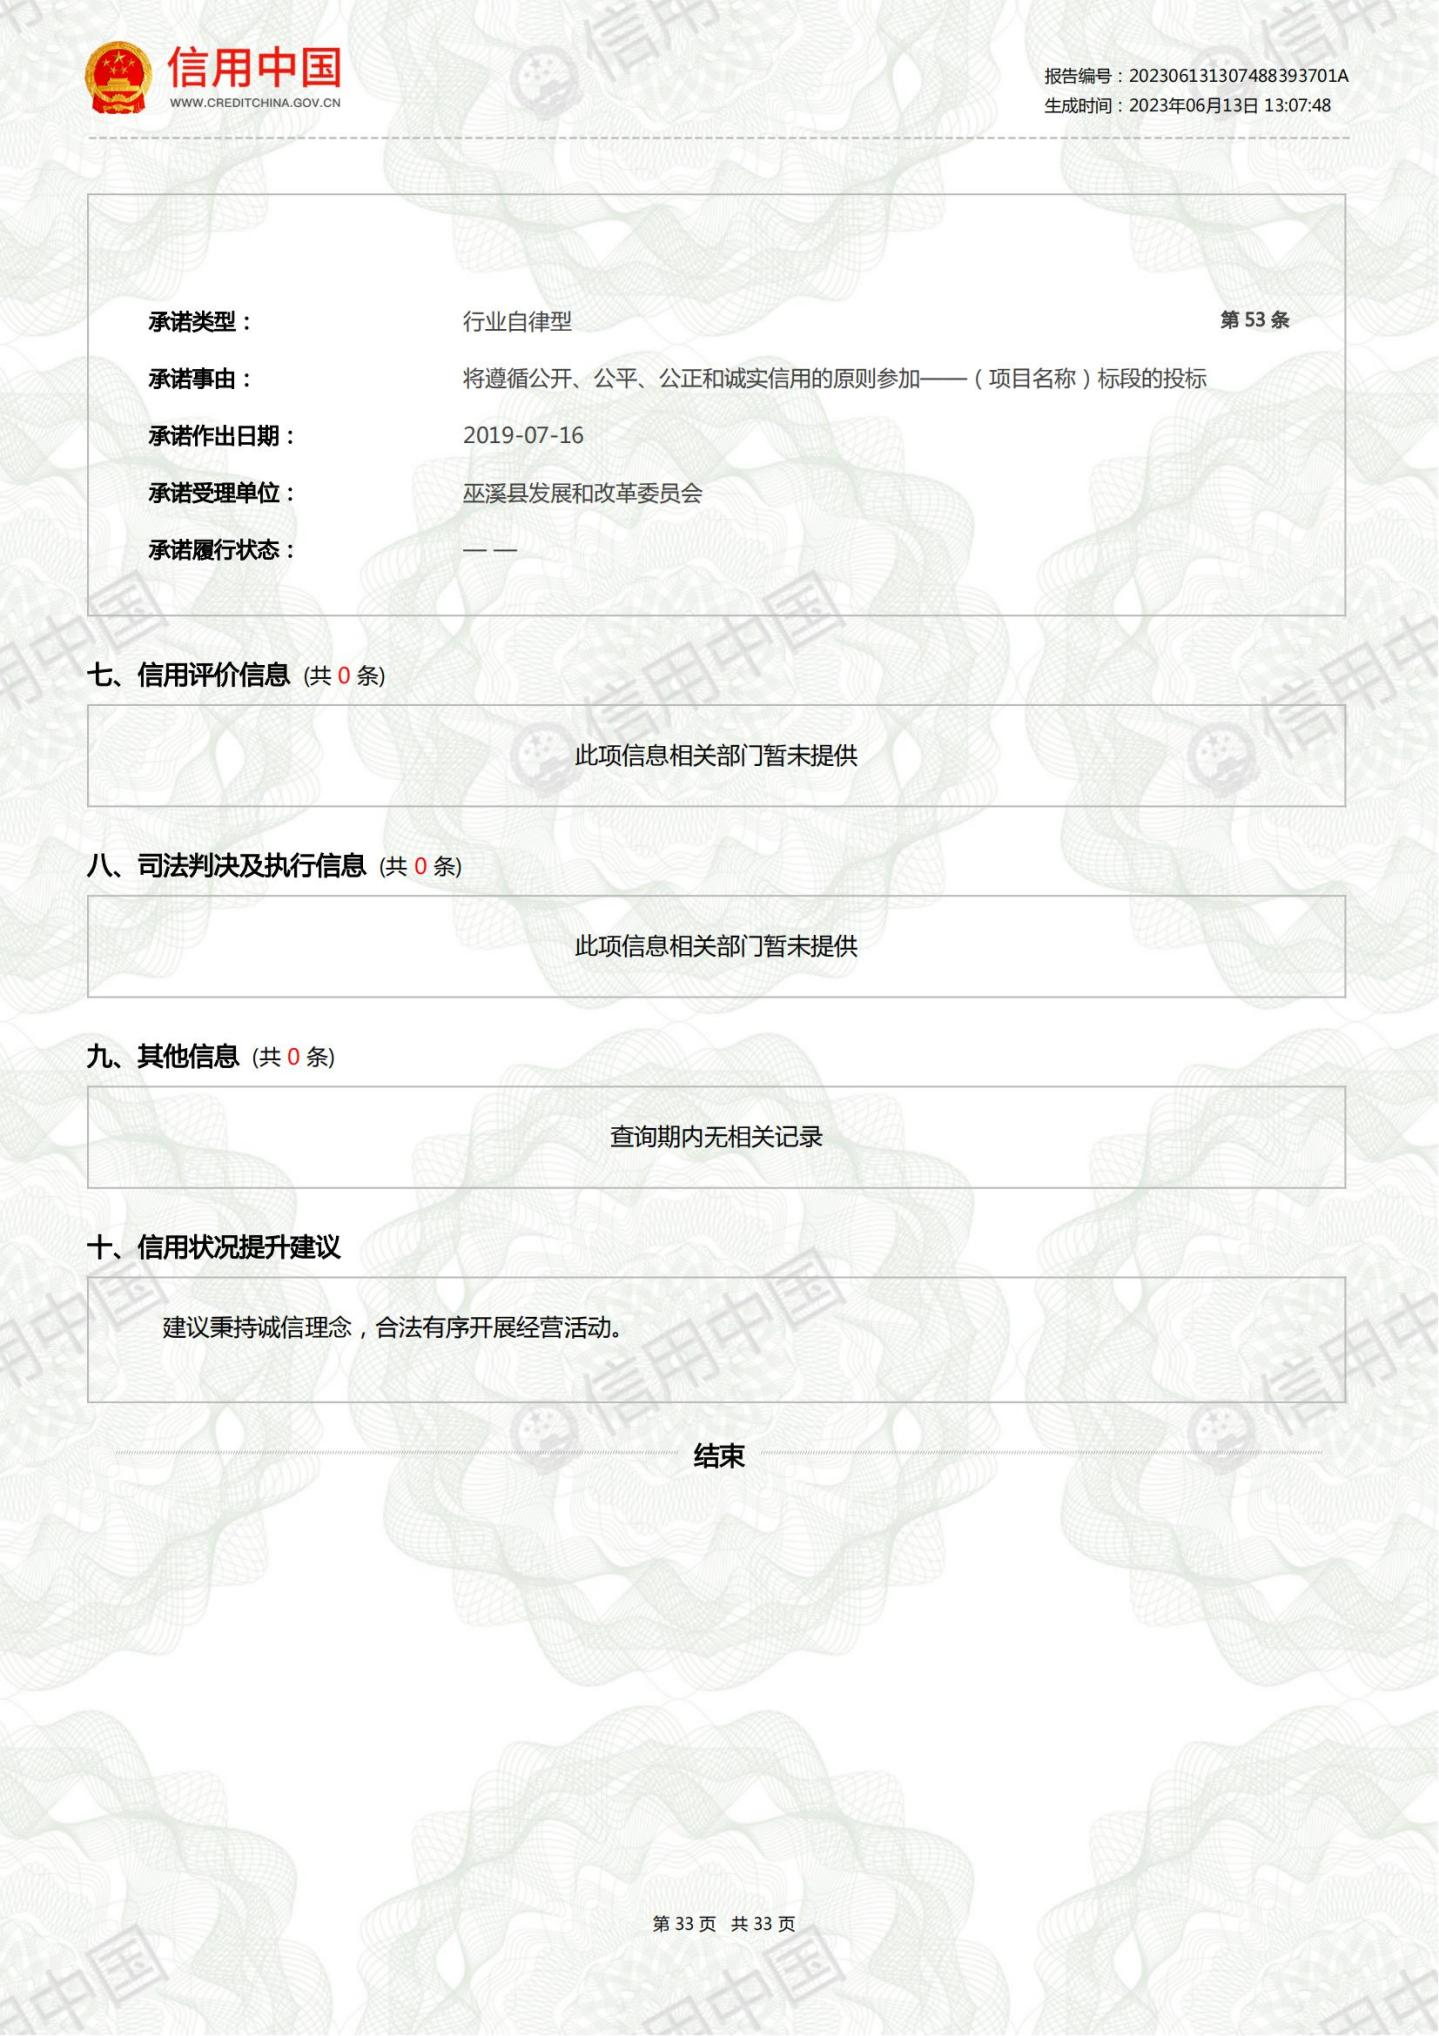 信用中国
WWW.CREDITCHINA.GOV.CN
报告编号：202306131307488393701A
生成时间：2023年06月13日 13:07:48
承诺类型： 行业自律型 第 53 条
承诺事由： 将遵循公开、公平、公正和诚实信用的原则参加——（项目名称）标段的投标
承诺作出日期： 2019-07-16
承诺受理单位： 巫溪县发展和改革委员会
承诺履行状态： — —
七、信用评价信息 (共 0 条)
此项信息相关部门暂未提供
八、司法判决及执行信息 (共 0 条)
此项信息相关部门暂未提供
九、其他信息 (共 0 条)
查询期内无相关记录
十、信用状况提升建议
建议秉持诚信理念，合法有序开展经营活动。
结束
第 33 页 共 33 页